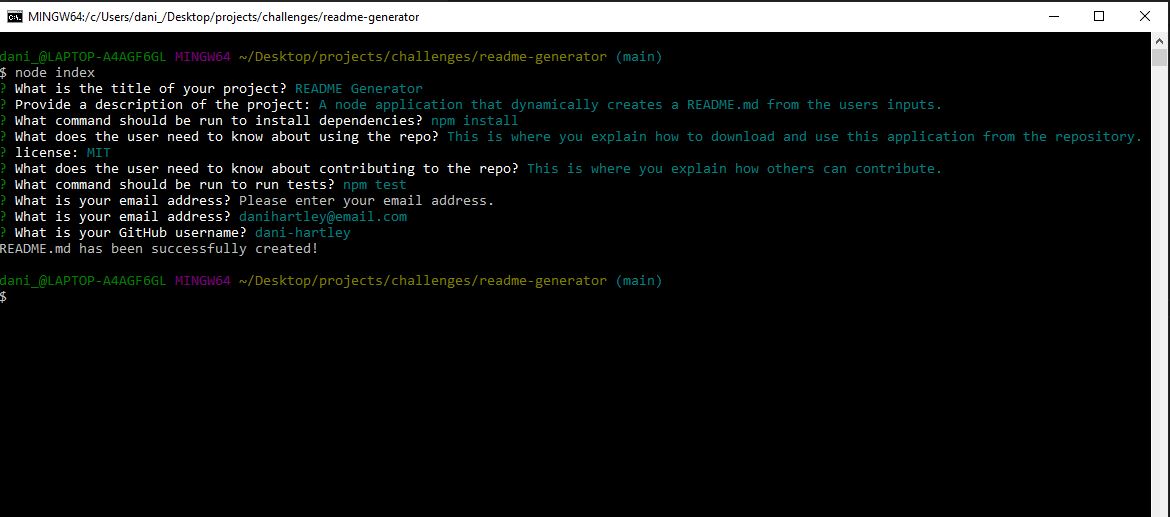 MINGW64:/c/Users/dani_/Desktop/projects/challenges/readme-generator
dani_@LAPTOP-A4AGF6GL MINGW64 ~/Desktop/projects/challenges/readme-generator (main)
$ node index
? What is the title of your project? README Generator
? Provide a description of the project: A node application that dynamically creates a README.md from the users inputs.
? What command should be run to install dependencies? npm install
? What does the user need to know about using the repo? This is where you explain how to download and use this application from the repository.
? license: MIT
? What does the user need to know about contributing to the repo? This is where you explain how others can contribute.
? What command should be run to run tests? npm test
? What is your email address? Please enter your email address.
? What is your email address? danihartley@email.com
? What is your GitHub username? dani-hartley
README.md has been successfully created!
dani_@LAPTOP-A4AGF6GL MINGW64 ~/Desktop/projects/challenges/readme-generator (main)
$